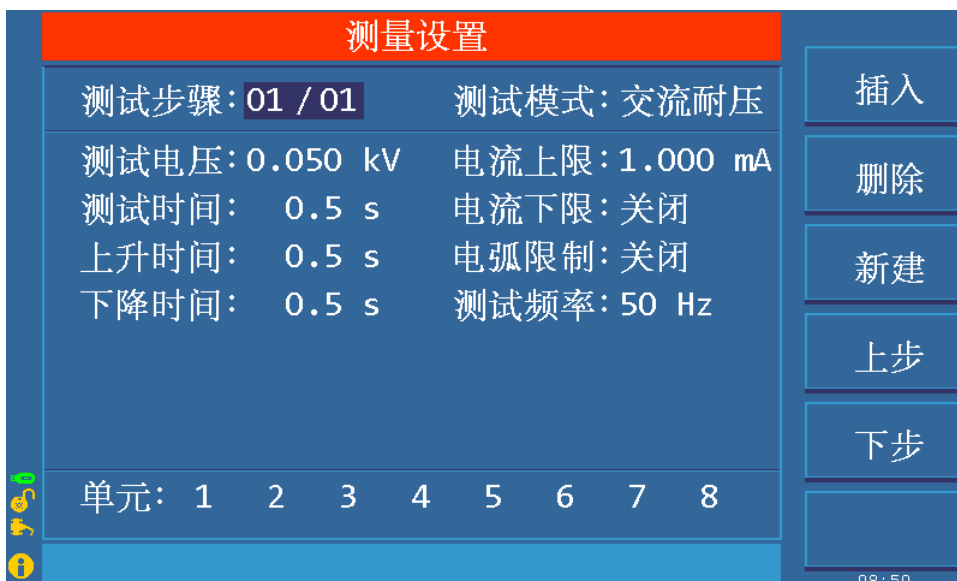 测量设置
测试步骤:01 / 01 测试模式:交流耐压
测试电压:0.050 kV 电流上限:1.000 mA
测试时间: 0.5 s 电流下限:关闭
上升时间: 0.5 s 电弧限制:关闭
下降时间: 0.5 s 测试频率:50 Hz
单元: 1 2 3 4 5 6 7 8
插入
删除
新建
上步
下步